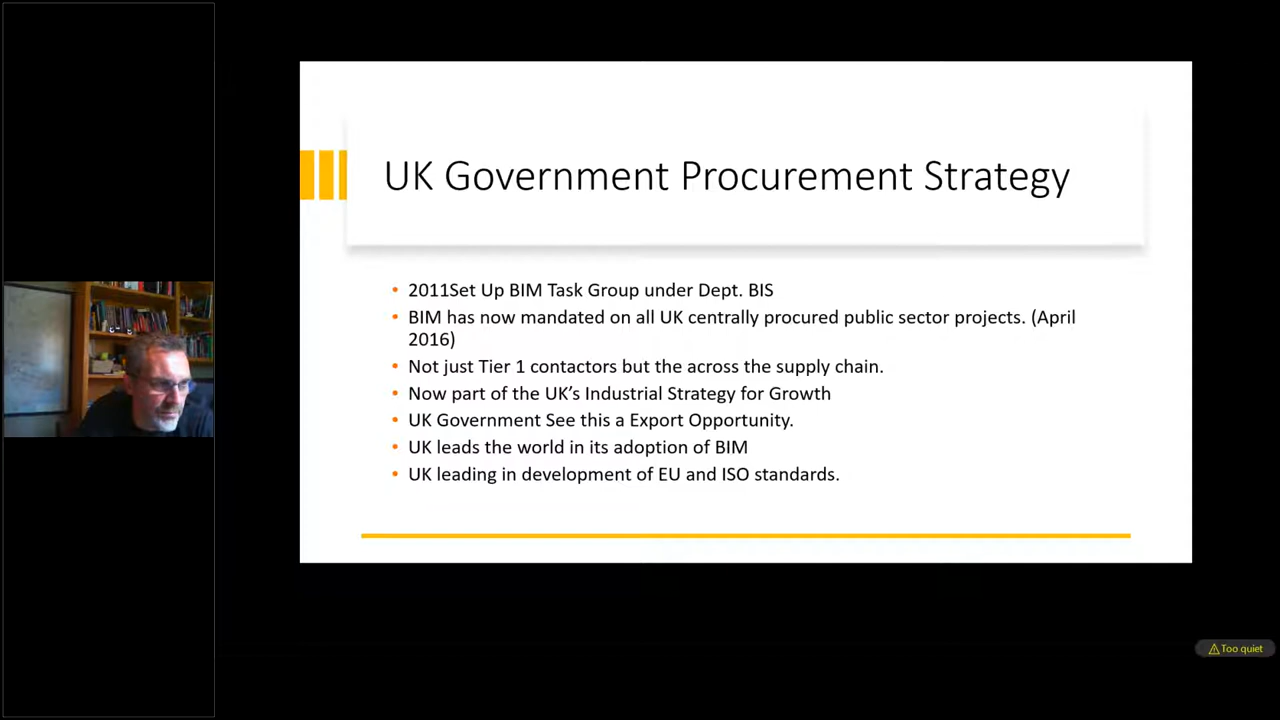 UK Government Procurement Strategy
• 2011Set Up BIM Task Group under Dept. BIS
• BIM has now mandated on all UK centrally procured public sector projects. (April
2016)
• Not just Tier 1 contactors but the across the supply chain.
• Now part of the UK’s Industrial Strategy for Growth
• UK Government See this a Export Opportunity.
• UK leads the world in its adoption of BIM
• UK leading in development of EU and ISO standards.
Too quiet